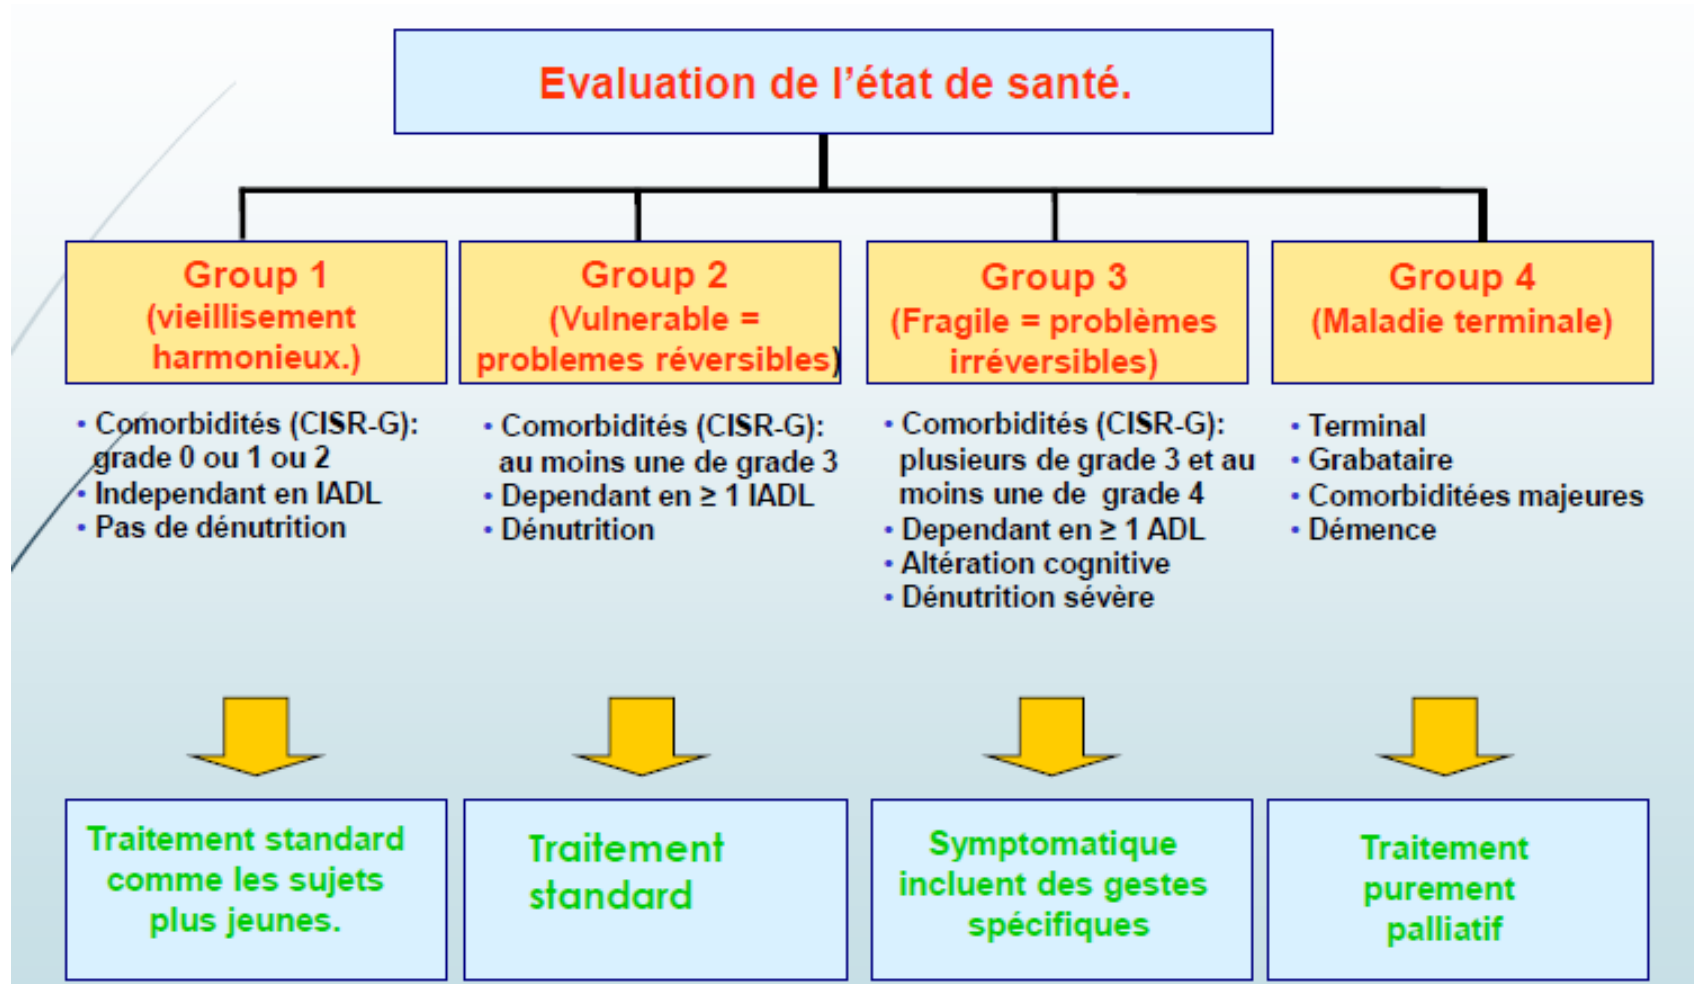 Evaluation de l'état de santé.
Group 1
(vieillisement
harmonieux.)
• Comorbidités (CISR-G):
grade 0 ou 1 ou 2
• Independant en IADL
• Pas de dénutrition
Traitement standard
comme les sujets
plus jeunes.
Group 2
(Vulnerable =
problemes réversibles)
• Comorbidités (CISR-G):
au moins une de grade 3
• Dependant en ≥ 1 IADL
• Dénutrition
Traitement
standard
Group 3
(Fragile = problèmes
irréversibles)
• Comorbidités (CISR-G):
plusieurs de grade 3 et au
moins une de grade 4
• Dependant en ≥ 1 ADL
• Altération cognitive
• Dénutrition sévère
Symptomatique
incluent des gestes
spécifiques
Group 4
(Maladie terminale)
• Terminal
• Grabataire
• Comorbiditées majeures
• Démence
Traitement
purement
palliatif